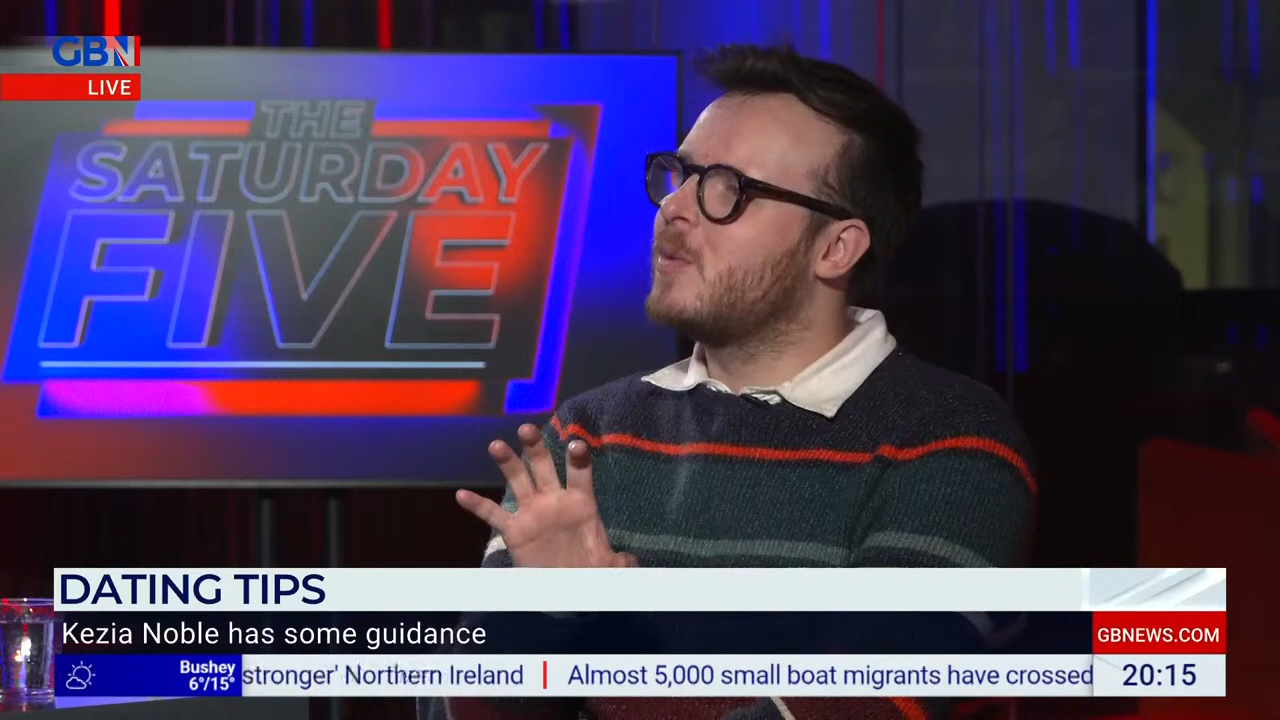 GBN
LIVE
THE
SATURDAY
FIVE
DATING TIPS
Kezia Noble has some guidance
GBNEWS.COM
Bushey
6°/15°
stronger' Northern Ireland | Almost 5,000 small boat migrants have crossed
20:15